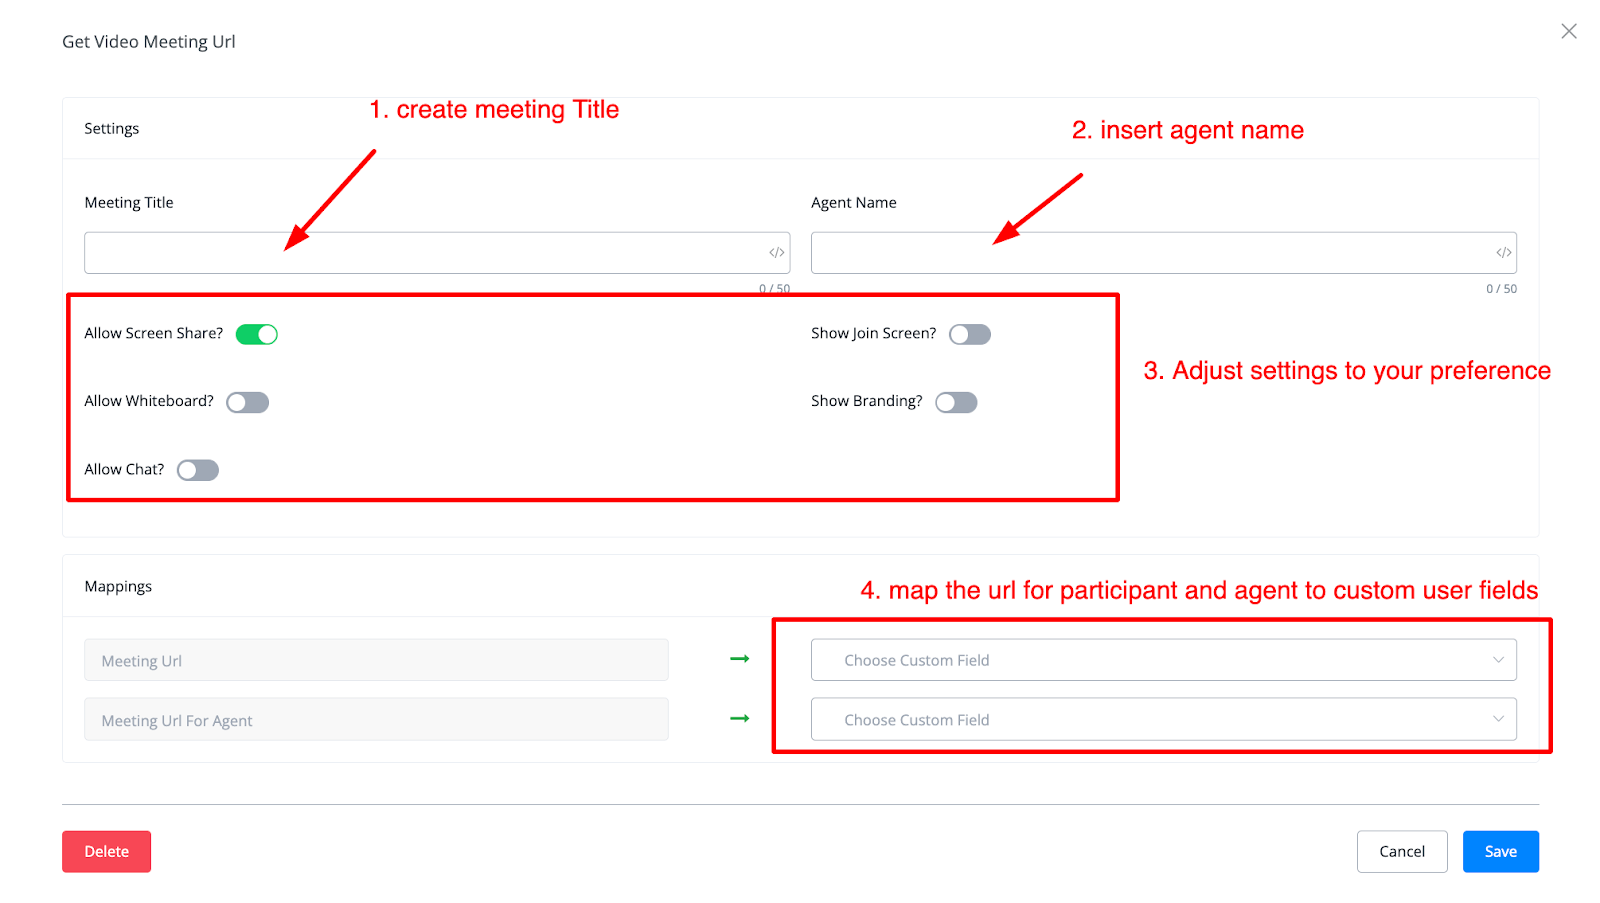 Get Video Meeting Url
1. create meeting Title
Settings
2. insert agent name
Meeting Title
Agent Name
</>
</>
0 / 50
0 / 50
Allow Screen Share?
Show Join Screen?
3. Adjust settings to your preference
Allow Whiteboard?
Show Branding?
Allow Chat?
Mappings
4. map the url for participant and agent to custom user fields
Meeting Url
Choose Custom Field
Meeting Url For Agent
Choose Custom Field
Delete
Cancel
Save